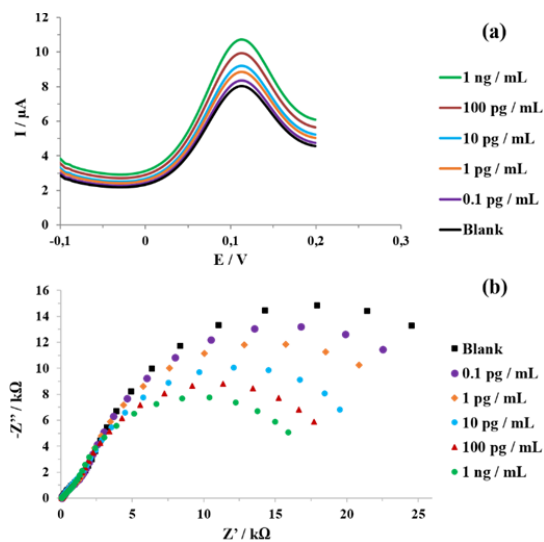 12
10
8
6
4
2
0
I / µA
-0,1
0
0,1
0,2
0,3
E / V
(a)
1 ng / mL
100 pg / mL
10 pg / mL
1 pg / mL
0.1 pg / mL
Blank
16
14
12
10
8
6
4
2
0
-Z'' / kΩ
0
5
10
15
20
25
Z' / kΩ
(b)
Blank
0.1 pg / mL
1 pg / mL
10 pg / mL
100 pg / mL
1 ng / mL